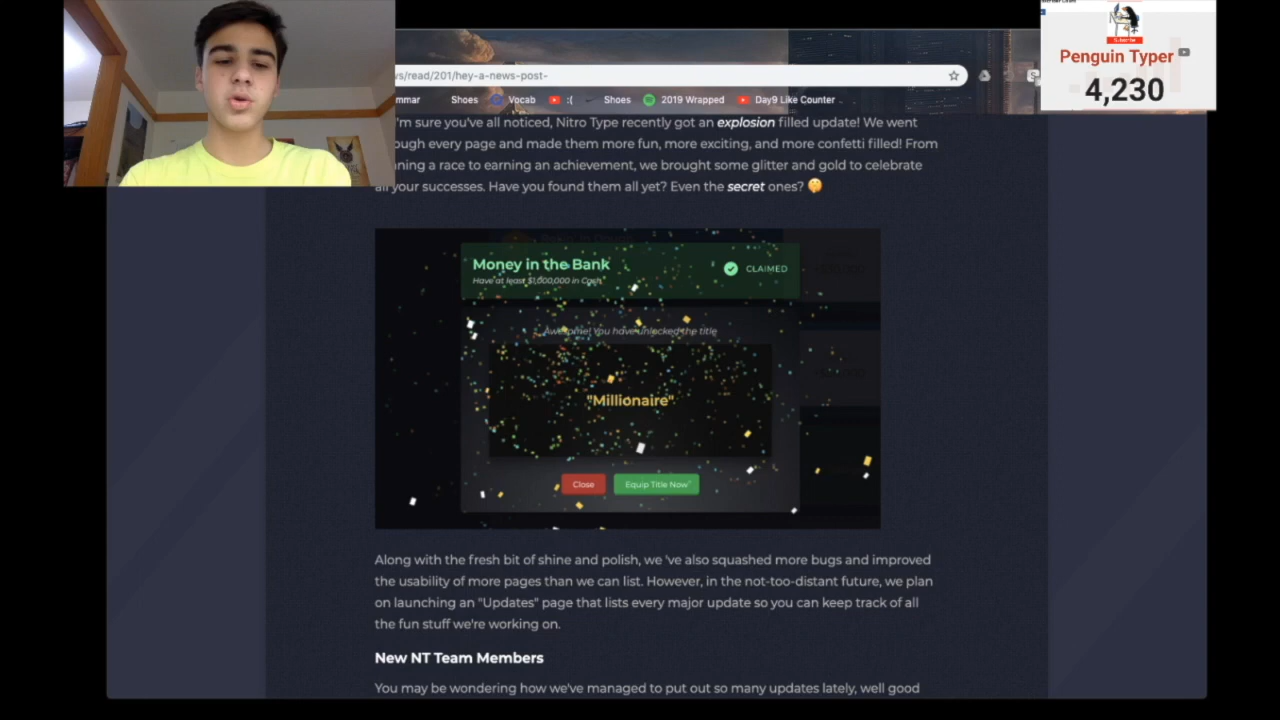 Penguin Typer
4,230
vs/read/201/hey-a-news-post-
mmar Shoes Vocab :( Shoes 2019 Wrapped Day9 Like Counter
'm sure you've all noticed, Nitro Type recently got an explosion filled update! We went
ough every page and made them more fun, more exciting, and more confetti filled! From
ning a race to earning an achievement, we brought some glitter and gold to celebrate
all your successes. Have you found them all yet? Even the secret ones? 🤫
Money in the Bank
CLAIMED
Have at least $1,000,000 in Cash
Awesome! You have unlocked the title
"Millionaire"
Close
Equip Title Now
Along with the fresh bit of shine and polish, we 've also squashed more bugs and improved
the usability of more pages than we can list. However, in the not-too-distant future, we plan
on launching an "Updates" page that lists every major update so you can keep track of all
the fun stuff we're working on.
New NT Team Members
You may be wondering how we've managed to put out so many updates lately, well good